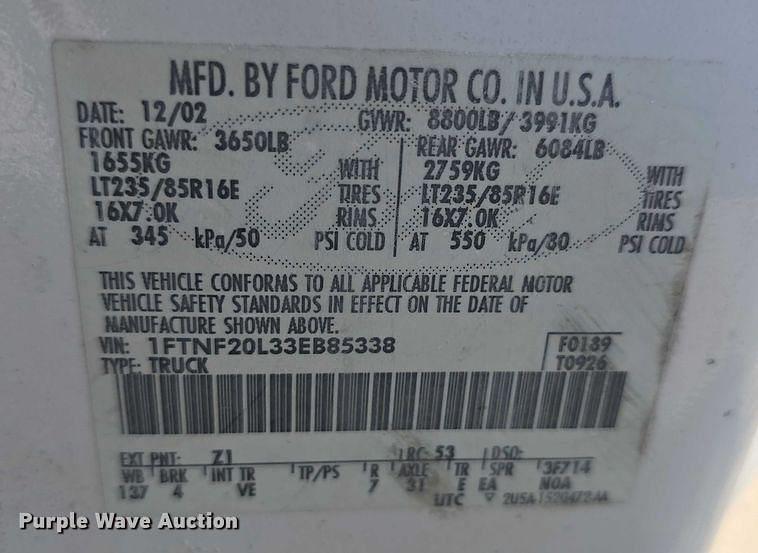 MFD. BY FORD MOTOR CO. IN U.S.A.
DATE: 12/02 GVWR: 8800LB/ 3991KG
FRONT GAWR: 3650LB REAR GAWR: 6084LB
1655KG WITH 2759KG WITH
LT235/85R16E TIRES LT235/85R16E TIRES
16X7.0K RIMS 16X7.0K RIMS
AT 345 kPa/50 PSI COLD AT 550 kPa/80 PSI COLD
THIS VEHICLE CONFORMS TO ALL APPLICABLE FEDERAL MOTOR
VEHICLE SAFETY STANDARDS IN EFFECT ON THE DATE OF
MANUFACTURE SHOWN ABOVE.
VIN: 1FTNF20L33EB85338 F0139
TYPE: TRUCK T0926
EXT PNT: Z1 RC: 53 DSO:
WB BRK INT TR TP/PS R AXLE TR SPR 3F714
137 4 VE 7 31 E EA NOA
UTC
Purple Wave Auction